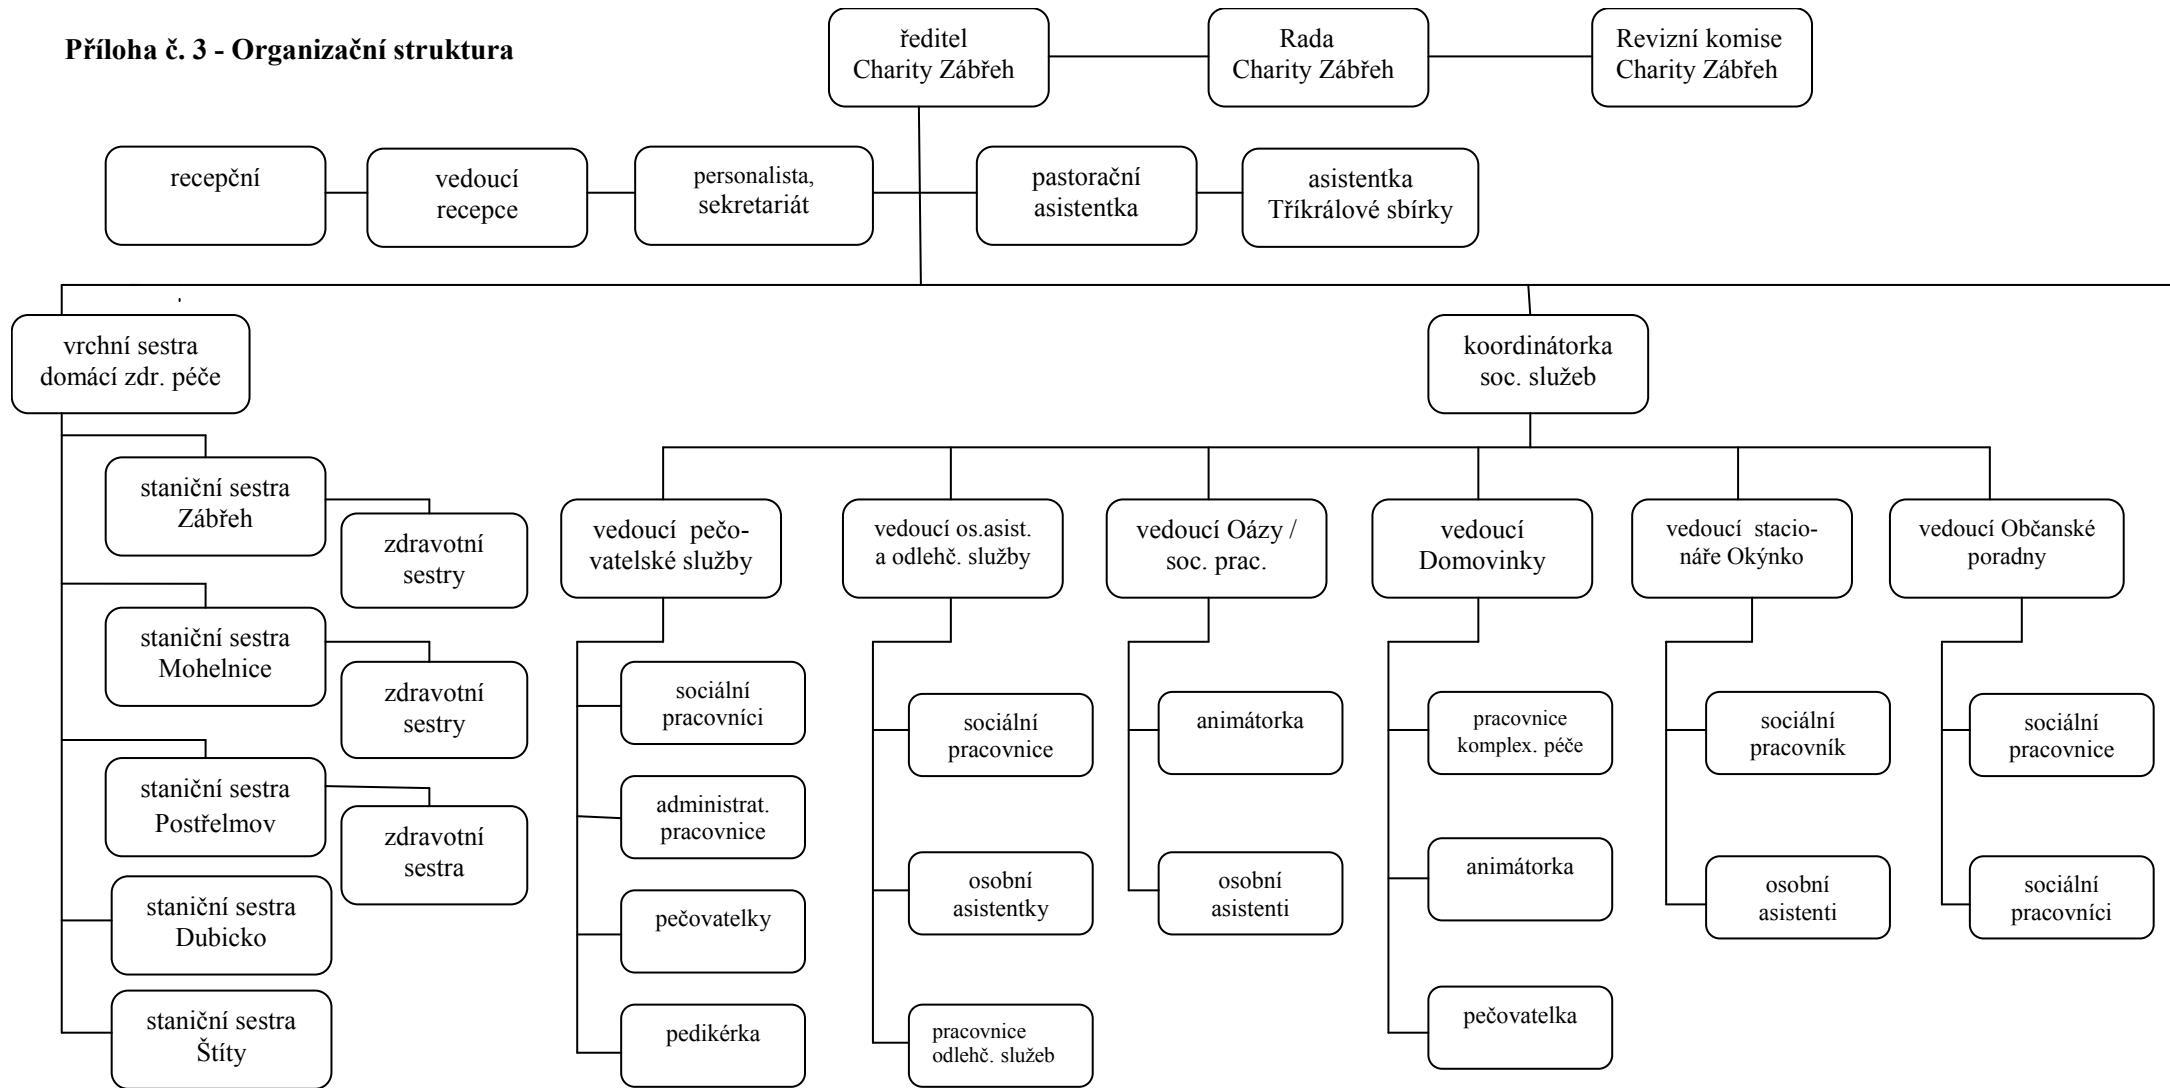 Příloha č. 3 - Organizační struktura
ředitel
Charity Zábřeh
Rada
Charity Zábřeh
Revizní komise
Charity Zábřeh
recepční
vedoucí
recepce
personalista,
sekretariát
pastorační
asistentka
asistentka
Tříkrálové sbírky
vrchní sestra
domácí zdr. péče
koordinátorka
soc. služeb
staniční sestra
Zábřeh
zdravotní
sestry
staniční sestra
Mohelnice
zdravotní
sestry
staniční sestra
Postřelmov
zdravotní
sestra
staniční sestra
Dubicko
staniční sestra
Štíty
vedoucí pečo-
vatelské služby
sociální
pracovníci
administrat.
pracovnice
pečovatelky
pedikérka
vedoucí os.asist.
a odlehč. služby
sociální
pracovnice
osobní
asistentky
pracovnice
odlehč. služeb
vedoucí Oázy /
soc. prac.
animátorka
osobní
asistenti
vedoucí
Domovinky
pracovnice
komplex. péče
animátorka
pečovatelka
vedoucí stacio-
náře Okýnko
sociální
pracovník
osobní
asistenti
vedoucí Občanské
poradny
sociální
pracovnice
sociální
pracovníci